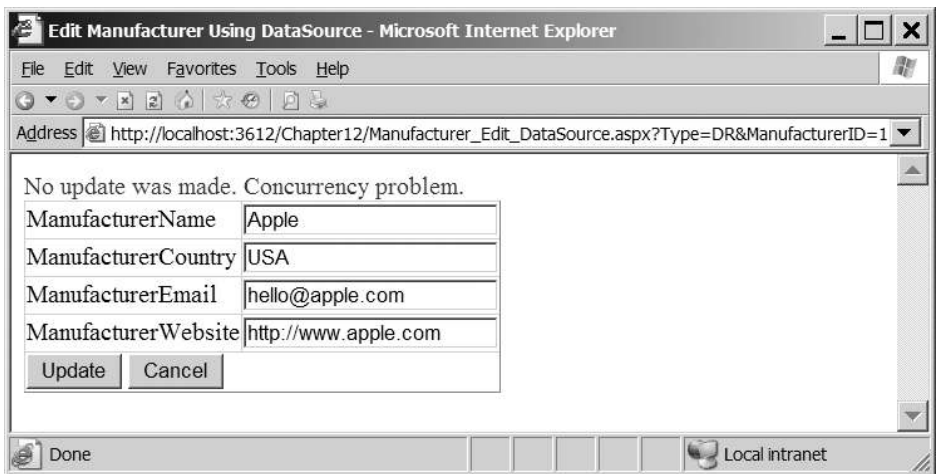 Edit Manufacturer Using DataSource - Microsoft Internet Explorer
File Edit View Favorites Tools Help
Address http://localhost:3612/Chapter12/Manufacturer_Edit_DataSource.aspx?Type=DR&ManufacturerID=1
No update was made. Concurrency problem.
ManufacturerName Apple
ManufacturerCountry USA
ManufacturerEmail hello@apple.com
ManufacturerWebsite http://www.apple.com
Update Cancel
Done Local intranet